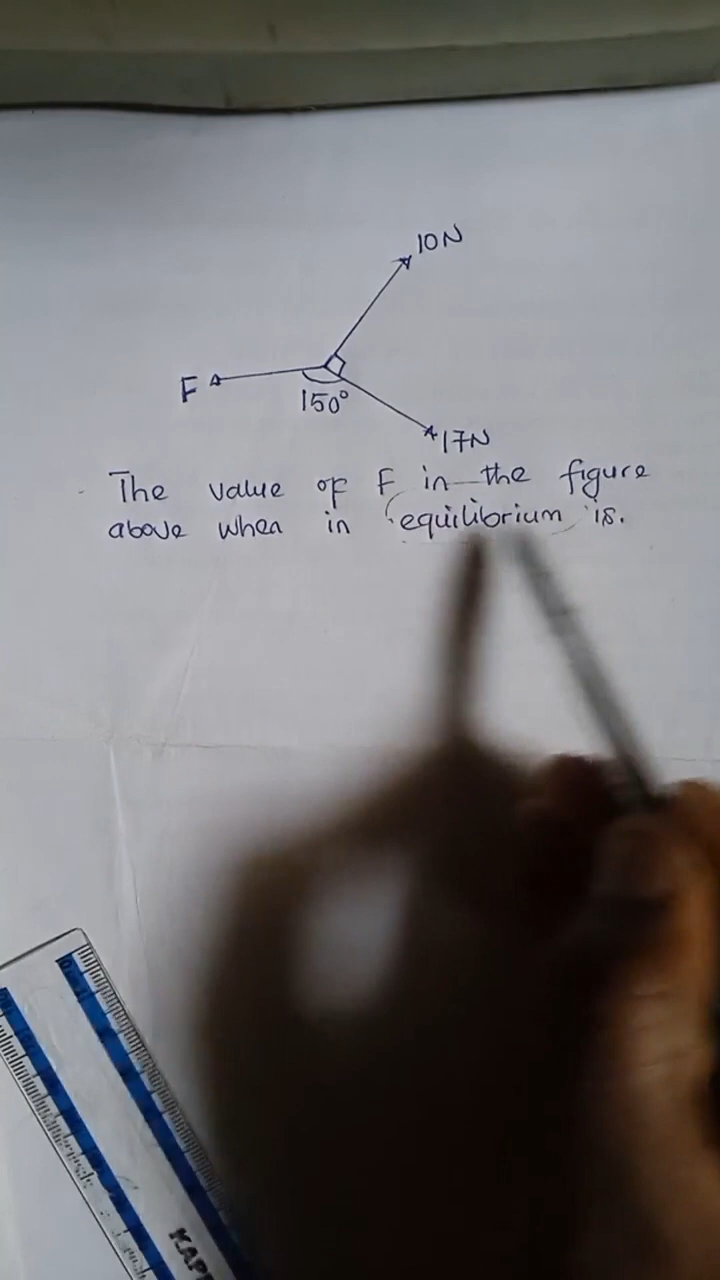 10N
F
150°
17N
The value of F in the figure
above when in equilibrium is.